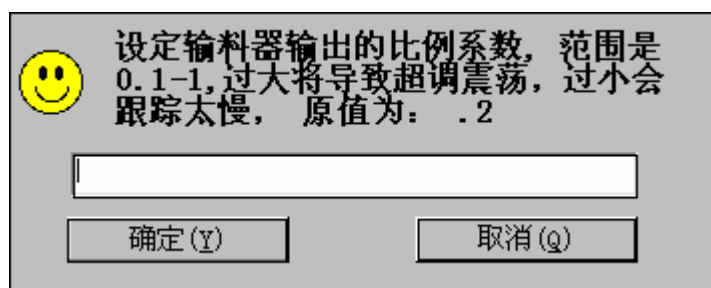 设定输料器输出的比例系数, 范围是
0.1-1,过大将导致超调震荡, 过小会
跟踪太慢, 原值为: .2
确定(Y) 取消(Q)